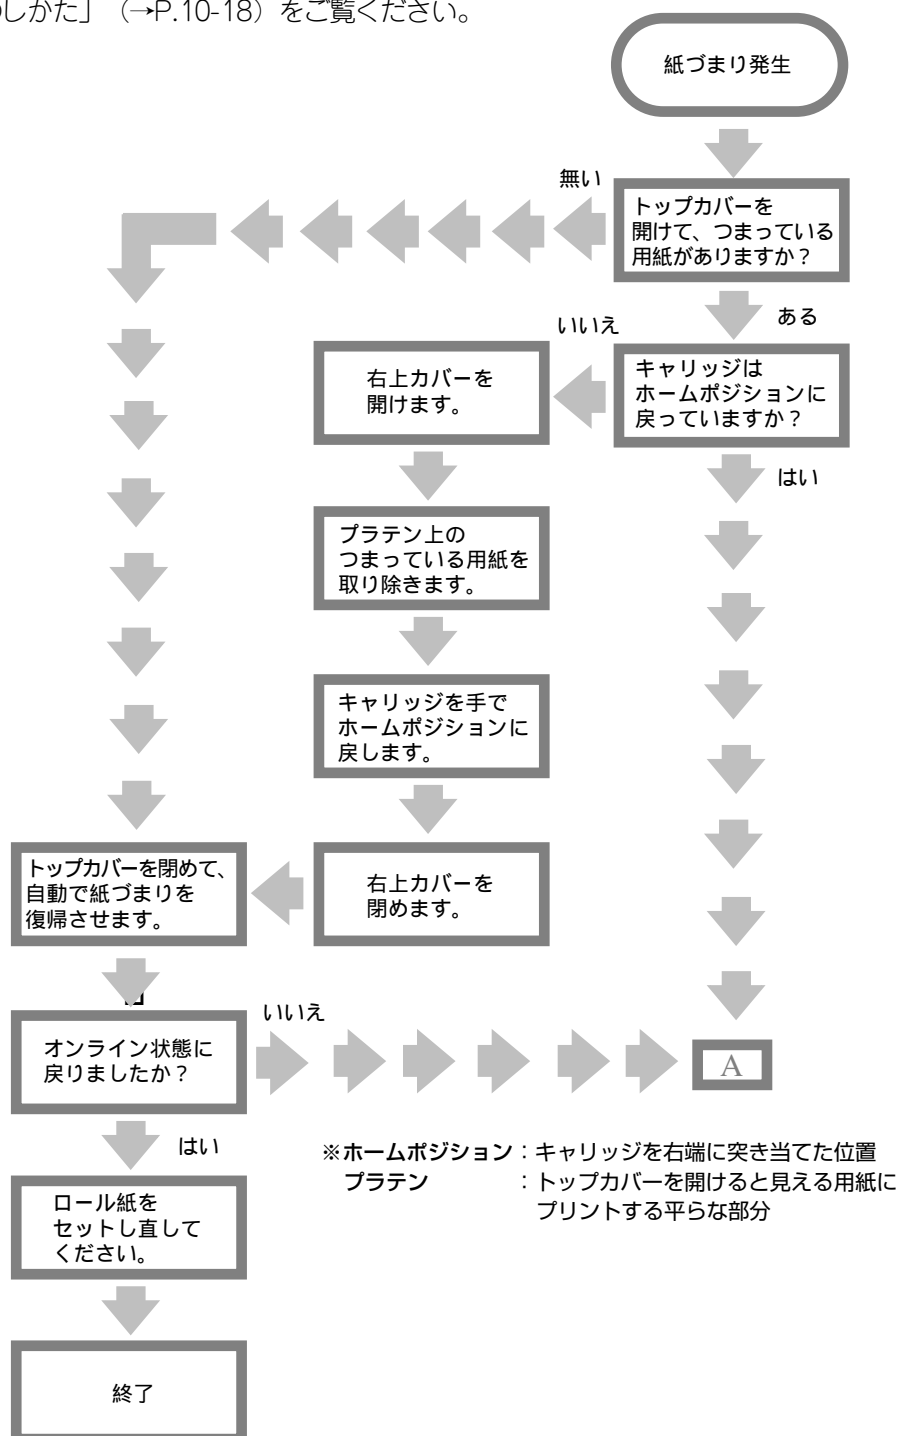 のしかた」（→P.10-18）をご覧ください。
紙づまり発生
無い
トップカバーを
開けて、つまっている
用紙がありますか？
ある
いいえ
キャリッジは
ホームポジションに
戻っていますか？
はい
右上カバーを
開けます。
プラテン上の
つまっている用紙を
取り除きます。
キャリッジを手で
ホームポジションに
戻します。
右上カバーを
閉めます。
トップカバーを閉めて、
自動で紙づまりを
復帰させます。
オンライン状態に
戻りましたか？
いいえ
A
はい
ロール紙を
セットし直して
ください。
終了
※ホームポジション：キャリッジを右端に突き当てた位置
プラテン　　　　：トップカバーを開けると見える用紙に
プリントする平らな部分